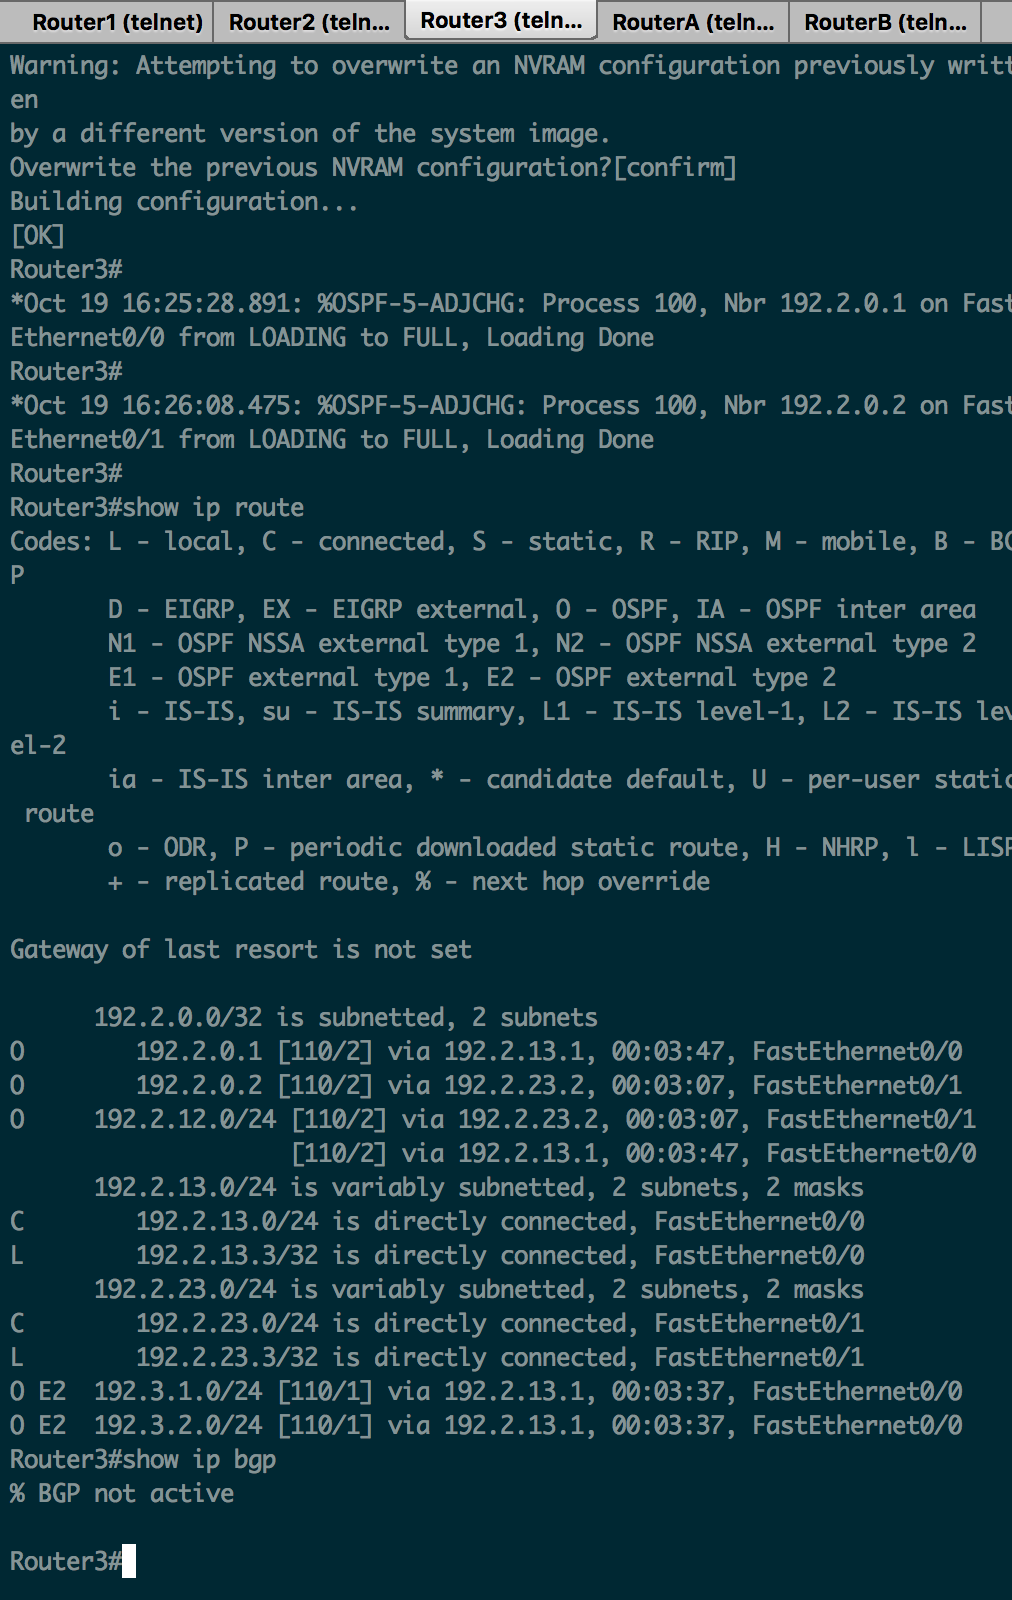 Router1 (telnet)
Router2 (teln...
Router3 (teln...
RouterA (teln...
RouterB (teln...
Warning: Attempting to overwrite an NVRAM configuration previously writt
en
by a different version of the system image.
Overwrite the previous NVRAM configuration?[confirm]
Building configuration...
[OK]
Router3#
*Oct 19 16:25:28.891: %OSPF-5-ADJCHG: Process 100, Nbr 192.2.0.1 on Fast
Ethernet0/0 from LOADING to FULL, Loading Done
Router3#
*Oct 19 16:26:08.475: %OSPF-5-ADJCHG: Process 100, Nbr 192.2.0.2 on Fast
Ethernet0/1 from LOADING to FULL, Loading Done
Router3#
Router3#show ip route
Codes: L - local, C - connected, S - static, R - RIP, M - mobile, B - BG
P
D - EIGRP, EX - EIGRP external, O - OSPF, IA - OSPF inter area
N1 - OSPF NSSA external type 1, N2 - OSPF NSSA external type 2
E1 - OSPF external type 1, E2 - OSPF external type 2
i - IS-IS, su - IS-IS summary, L1 - IS-IS level-1, L2 - IS-IS lev
el-2
ia - IS-IS inter area, * - candidate default, U - per-user static
route
o - ODR, P - periodic downloaded static route, H - NHRP, l - LISP
+ - replicated route, % - next hop override
Gateway of last resort is not set
192.2.0.0/32 is subnetted, 2 subnets
O 192.2.0.1 [110/2] via 192.2.13.1, 00:03:47, FastEthernet0/0
O 192.2.0.2 [110/2] via 192.2.23.2, 00:03:07, FastEthernet0/1
O 192.2.12.0/24 [110/2] via 192.2.23.2, 00:03:07, FastEthernet0/1
[110/2] via 192.2.13.1, 00:03:47, FastEthernet0/0
192.2.13.0/24 is variably subnetted, 2 subnets, 2 masks
C 192.2.13.0/24 is directly connected, FastEthernet0/0
L 192.2.13.3/32 is directly connected, FastEthernet0/0
192.2.23.0/24 is variably subnetted, 2 subnets, 2 masks
C 192.2.23.0/24 is directly connected, FastEthernet0/1
L 192.2.23.3/32 is directly connected, FastEthernet0/1
O E2 192.3.1.0/24 [110/1] via 192.2.13.1, 00:03:37, FastEthernet0/0
O E2 192.3.2.0/24 [110/1] via 192.2.13.1, 00:03:37, FastEthernet0/0
Router3#show ip bgp
% BGP not active
Router3#